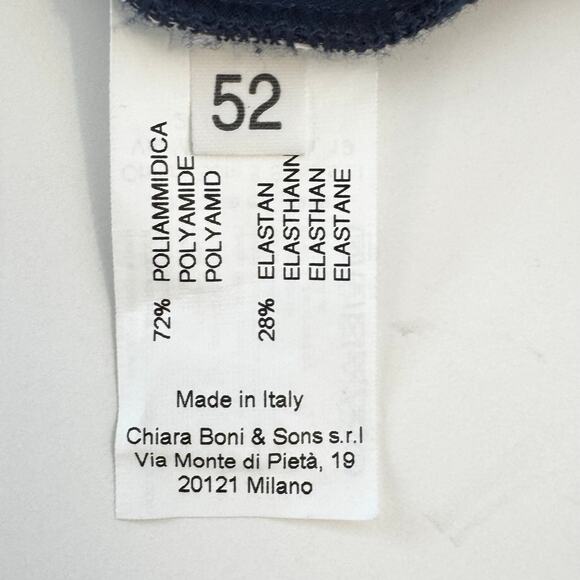 52
72% POLIAMMIDICA
POLYAMIDE
POLYAMID
28% ELASTAN
ELASTHANN
ELASTHAN
ELASTANE
Made in Italy
Chiara Boni & Sons s.r.l
Via Monte di Pietà, 19
20121 Milano